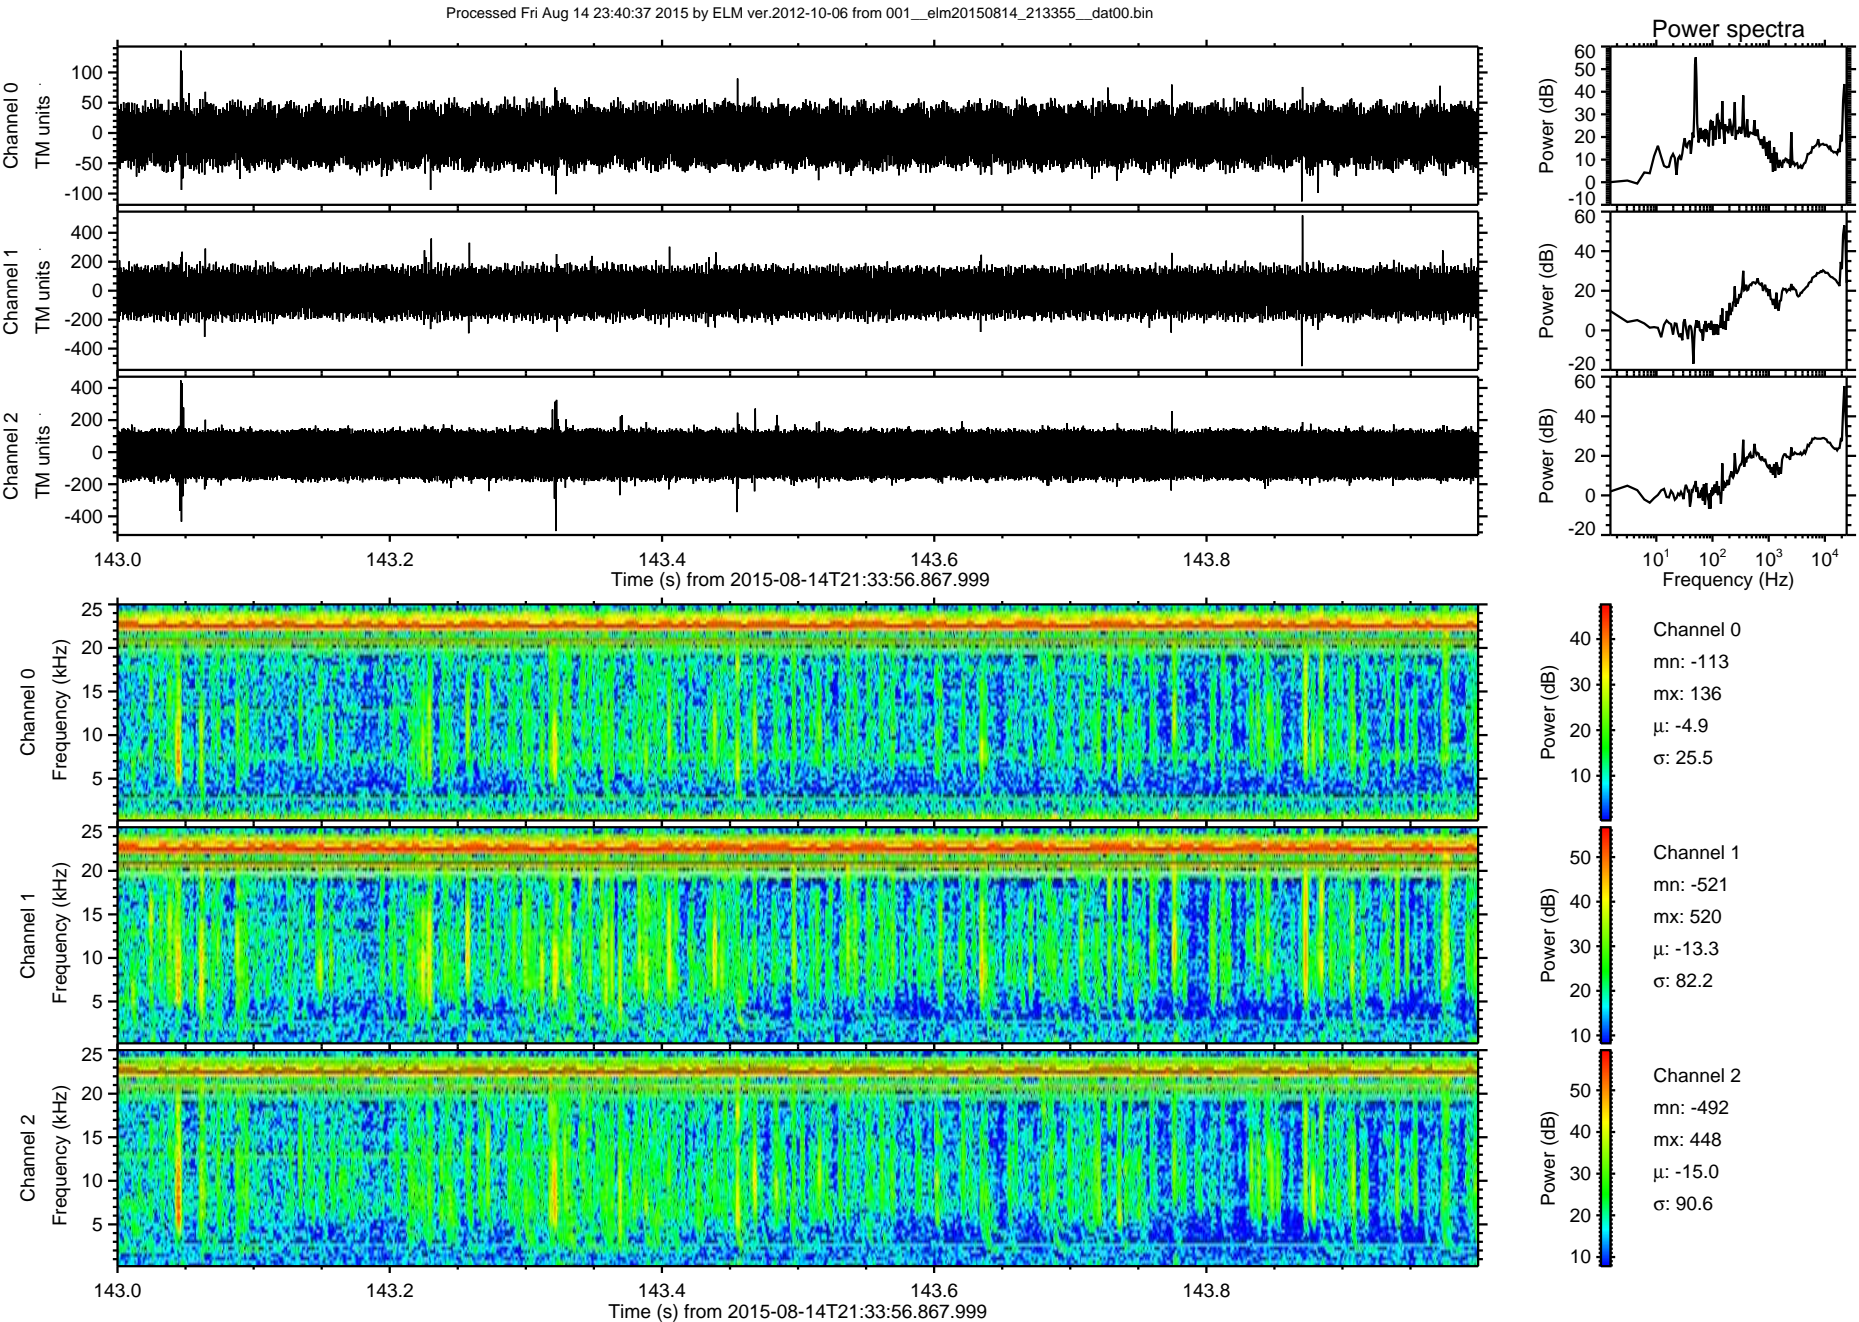 Processed Fri Aug 14 23:40:37 2015 by ELM ver.2012-10-06 from 001__elm20150814_213355__dat00.bin
Power spectra
Channel 0
TM units
100
50
0
-50
-100
Power (dB)
60
50
40
30
20
10
0
-10
Channel 1
TM units
400
200
0
-200
-400
Power (dB)
60
40
20
0
-20
Channel 2
TM units
400
200
0
-200
-400
Power (dB)
60
40
20
0
-20
143.0 143.2 143.4 143.6 143.8
Time (s) from 2015-08-14T21:33:56.867.999
10^1 10^2 10^3 10^4
Frequency (Hz)
Channel 0
Frequency (kHz)
25
20
15
10
5
Power (dB)
40
30
20
10
Channel 0
mn: -113
mx: 136
μ: -4.9
σ: 25.5
Channel 1
Frequency (kHz)
25
20
15
10
5
Power (dB)
50
40
30
20
10
Channel 1
mn: -521
mx: 520
μ: -13.3
σ: 82.2
Channel 2
Frequency (kHz)
25
20
15
10
5
Power (dB)
50
40
30
20
10
Channel 2
mn: -492
mx: 448
μ: -15.0
σ: 90.6
143.0 143.2 143.4 143.6 143.8
Time (s) from 2015-08-14T21:33:56.867.999